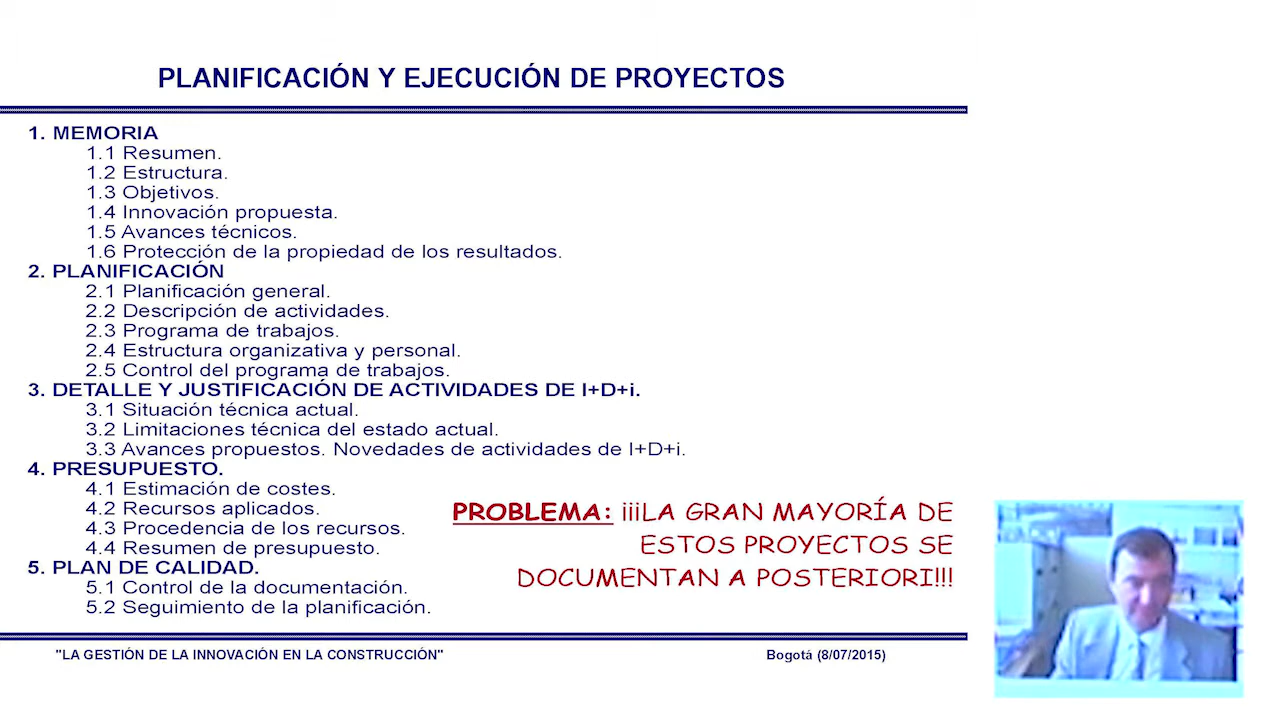 PLANIFICACIÓN Y EJECUCIÓN DE PROYECTOS
1. MEMORIA
1.1 Resumen.
1.2 Estructura.
1.3 Objetivos.
1.4 Innovación propuesta.
1.5 Avances técnicos.
1.6 Protección de la propiedad de los resultados.
2. PLANIFICACIÓN
2.1 Planificación general.
2.2 Descripción de actividades.
2.3 Programa de trabajos.
2.4 Estructura organizativa y personal.
2.5 Control del programa de trabajos.
3. DETALLE Y JUSTIFICACIÓN DE ACTIVIDADES DE I+D+i.
3.1 Situación técnica actual.
3.2 Limitaciones técnica del estado actual.
3.3 Avances propuestos. Novedades de actividades de I+D+i.
4. PRESUPUESTO.
4.1 Estimación de costes.
4.2 Recursos aplicados.
4.3 Procedencia de los recursos.
4.4 Resumen de presupuesto.
5. PLAN DE CALIDAD.
5.1 Control de la documentación.
5.2 Seguimiento de la planificación.
PROBLEMA: ¡¡¡LA GRAN MAYORÍA DE
ESTOS PROYECTOS SE
DOCUMENTAN A POSTERIORI!!!
"LA GESTIÓN DE LA INNOVACIÓN EN LA CONSTRUCCIÓN"
Bogotá (8/07/2015)